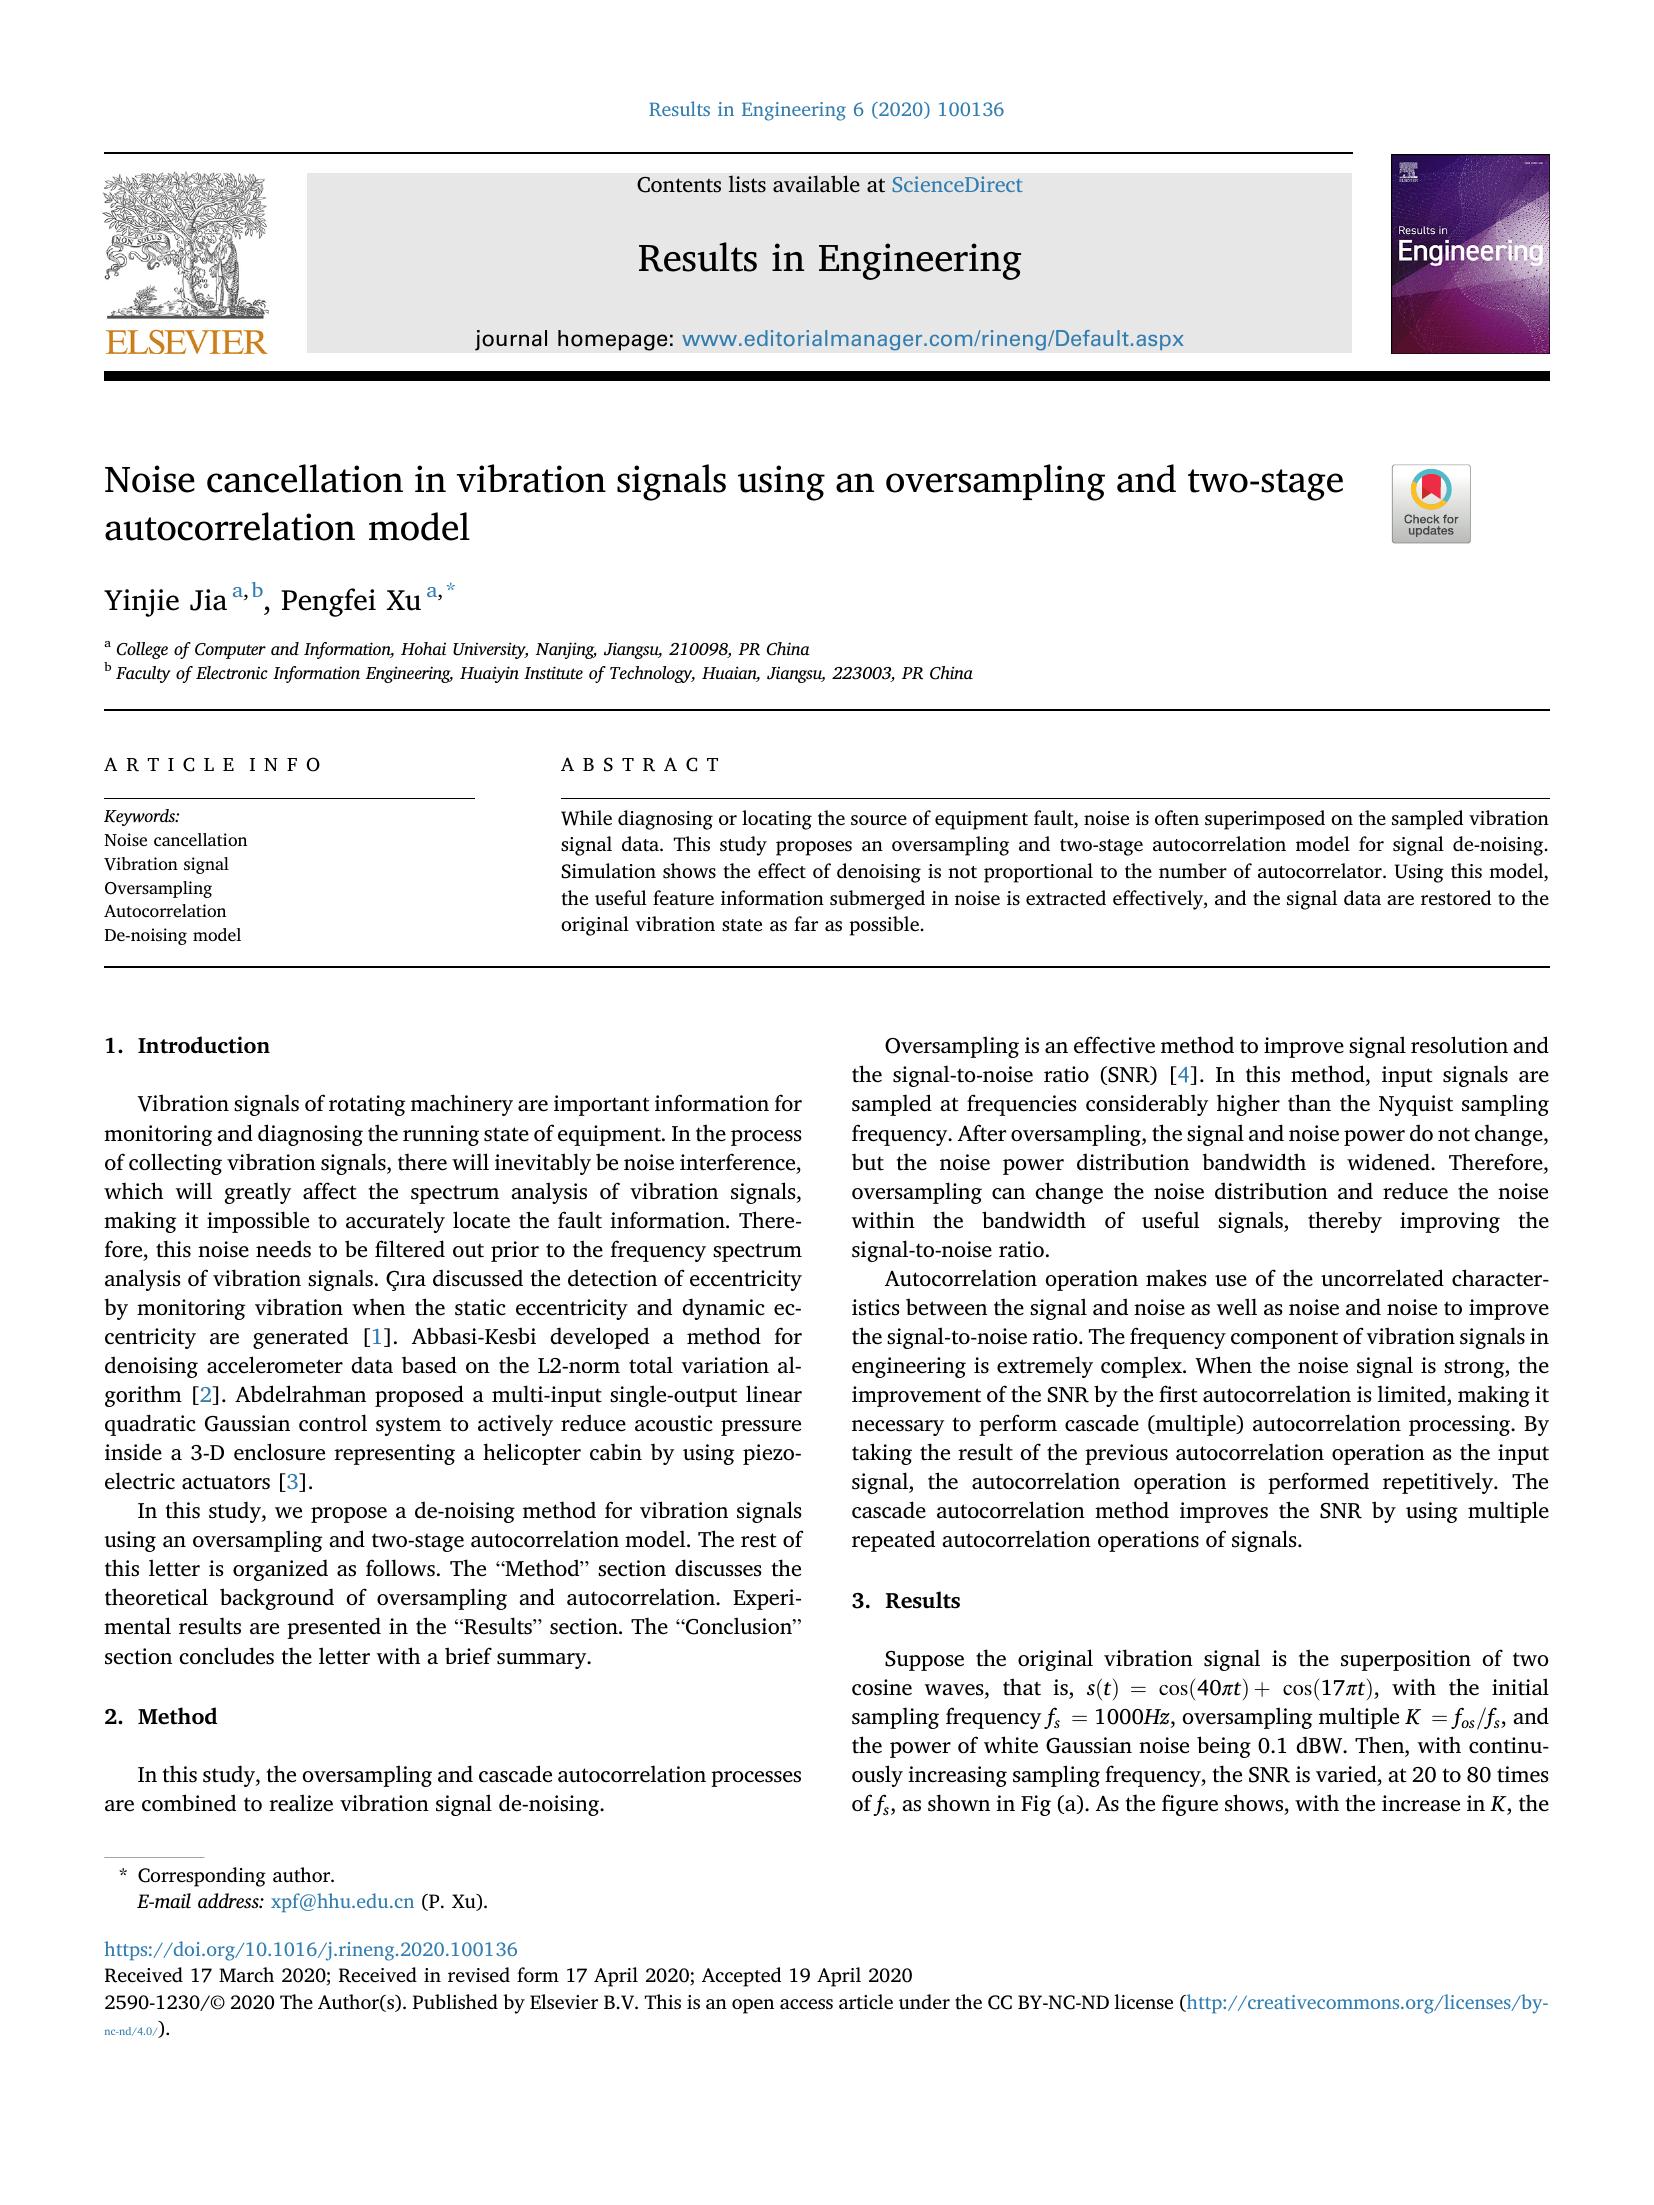 Results in Engineering 6 (2020) 100136
Contents lists available at ScienceDirect
Results in Engineering
journal homepage: www.editorialmanager.com/rineng/Default.aspx
NON SOLUS
ELSEVIER
ELSEVIER
Results in
Engineering
Noise cancellation in vibration signals using an oversampling and two-stage
autocorrelation model
Check for
updates
Yinjie Jia a,b, Pengfei Xu a,*
a College of Computer and Information, Hohai University, Nanjing, Jiangsu, 210098, PR China
b Faculty of Electronic Information Engineering, Huaiyin Institute of Technology, Huaian, Jiangsu, 223003, PR China
A R T I C L E I N F O
Keywords:
Noise cancellation
Vibration signal
Oversampling
Autocorrelation
De-noising model
A B S T R A C T
While diagnosing or locating the source of equipment fault, noise is often superimposed on the sampled vibration
signal data. This study proposes an oversampling and two-stage autocorrelation model for signal de-noising.
Simulation shows the effect of denoising is not proportional to the number of autocorrelator. Using this model,
the useful feature information submerged in noise is extracted effectively, and the signal data are restored to the
original vibration state as far as possible.
1. Introduction
Vibration signals of rotating machinery are important information for
monitoring and diagnosing the running state of equipment. In the process
of collecting vibration signals, there will inevitably be noise interference,
which will greatly affect the spectrum analysis of vibration signals,
making it impossible to accurately locate the fault information. There-
fore, this noise needs to be filtered out prior to the frequency spectrum
analysis of vibration signals. Çıra discussed the detection of eccentricity
by monitoring vibration when the static eccentricity and dynamic ec-
centricity are generated [1]. Abbasi-Kesbi developed a method for
denoising accelerometer data based on the L2-norm total variation al-
gorithm [2]. Abdelrahman proposed a multi-input single-output linear
quadratic Gaussian control system to actively reduce acoustic pressure
inside a 3-D enclosure representing a helicopter cabin by using piezo-
electric actuators [3].
In this study, we propose a de-noising method for vibration signals
using an oversampling and two-stage autocorrelation model. The rest of
this letter is organized as follows. The “Method” section discusses the
theoretical background of oversampling and autocorrelation. Experi-
mental results are presented in the “Results” section. The “Conclusion”
section concludes the letter with a brief summary.
2. Method
In this study, the oversampling and cascade autocorrelation processes
are combined to realize vibration signal de-noising.
Oversampling is an effective method to improve signal resolution and
the signal-to-noise ratio (SNR) [4]. In this method, input signals are
sampled at frequencies considerably higher than the Nyquist sampling
frequency. After oversampling, the signal and noise power do not change,
but the noise power distribution bandwidth is widened. Therefore,
oversampling can change the noise distribution and reduce the noise
within the bandwidth of useful signals, thereby improving the
signal-to-noise ratio.
Autocorrelation operation makes use of the uncorrelated character-
istics between the signal and noise as well as noise and noise to improve
the signal-to-noise ratio. The frequency component of vibration signals in
engineering is extremely complex. When the noise signal is strong, the
improvement of the SNR by the first autocorrelation is limited, making it
necessary to perform cascade (multiple) autocorrelation processing. By
taking the result of the previous autocorrelation operation as the input
signal, the autocorrelation operation is performed repetitively. The
cascade autocorrelation method improves the SNR by using multiple
repeated autocorrelation operations of signals.
3. Results
Suppose the original vibration signal is the superposition of two
cosine waves, that is, s(t) = cos(40πt) + cos(17πt), with the initial
sampling frequency fs = 1000Hz, oversampling multiple K = fos/fs, and
the power of white Gaussian noise being 0.1 dBW. Then, with continu-
ously increasing sampling frequency, the SNR is varied, at 20 to 80 times
of fs, as shown in Fig (a). As the figure shows, with the increase in K, the
* Corresponding author.
E-mail address: xpf@hhu.edu.cn (P. Xu).
https://doi.org/10.1016/j.rineng.2020.100136
Received 17 March 2020; Received in revised form 17 April 2020; Accepted 19 April 2020
2590-1230/© 2020 The Author(s). Published by Elsevier B.V. This is an open access article under the CC BY-NC-ND license (http://creativecommons.org/licenses/by-
nc-nd/4.0/).